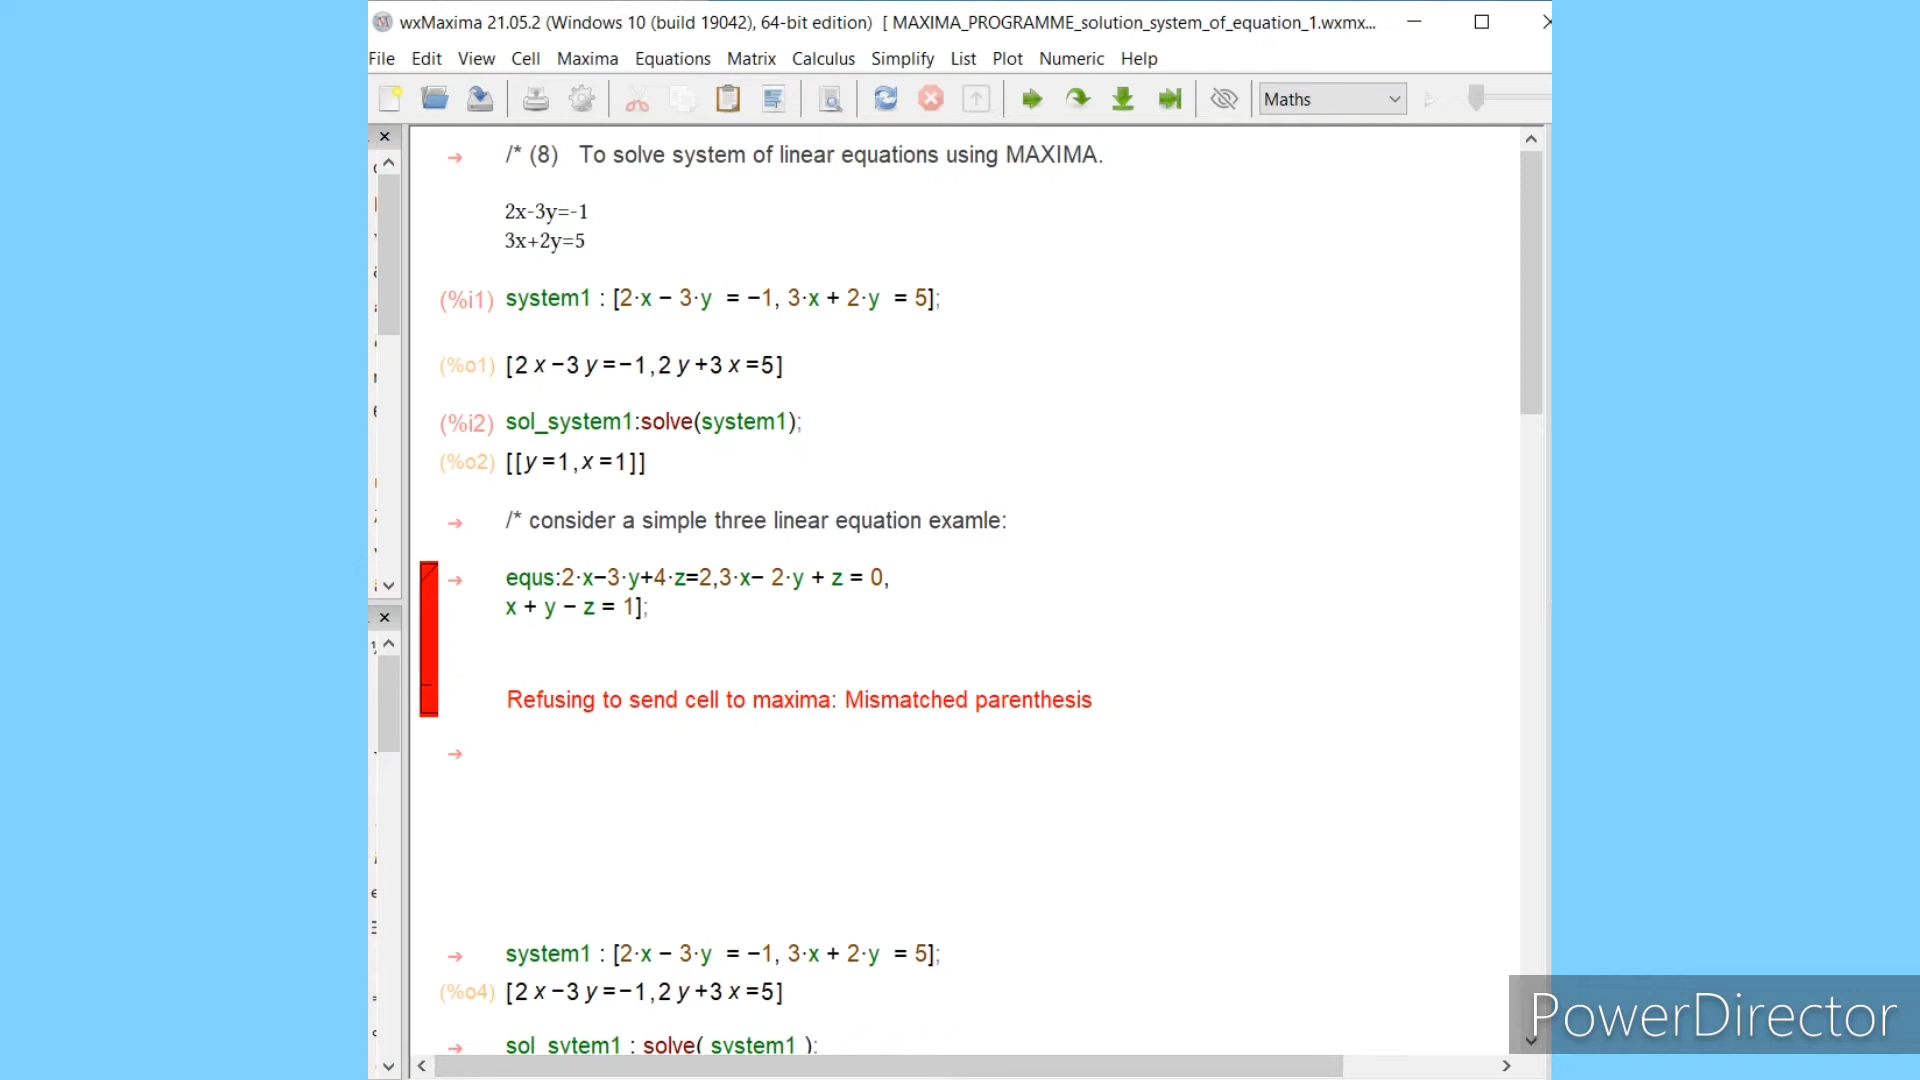 wxMaxima 21.05.2 (Windows 10 (build 19042), 64-bit edition) [ MAXIMA_PROGRAMME_solution_system_of_equation_1.wxmx...
File Edit View Cell Maxima Equations Matrix Calculus Simplify List Plot Numeric Help
Maths
/* (8) To solve system of linear equations using MAXIMA.
2x-3y=-1
3x+2y=5
(%i1) system1 : [2·x − 3·y = −1, 3·x + 2·y = 5];
(%o1) [2 x−3 y=−1,2 y+3 x=5]
(%i2) sol_system1:solve(system1);
(%o2) [[y=1,x=1]]
/* consider a simple three linear equation examle:
equs:2·x−3·y+4·z=2,3·x− 2·y + z = 0,
x + y − z = 1];
Refusing to send cell to maxima: Mismatched parenthesis
system1 : [2·x − 3·y = −1, 3·x + 2·y = 5];
(%o4) [2 x−3 y=−1,2 y+3 x=5]
sol_sytem1 : solve( system1 );
PowerDirector